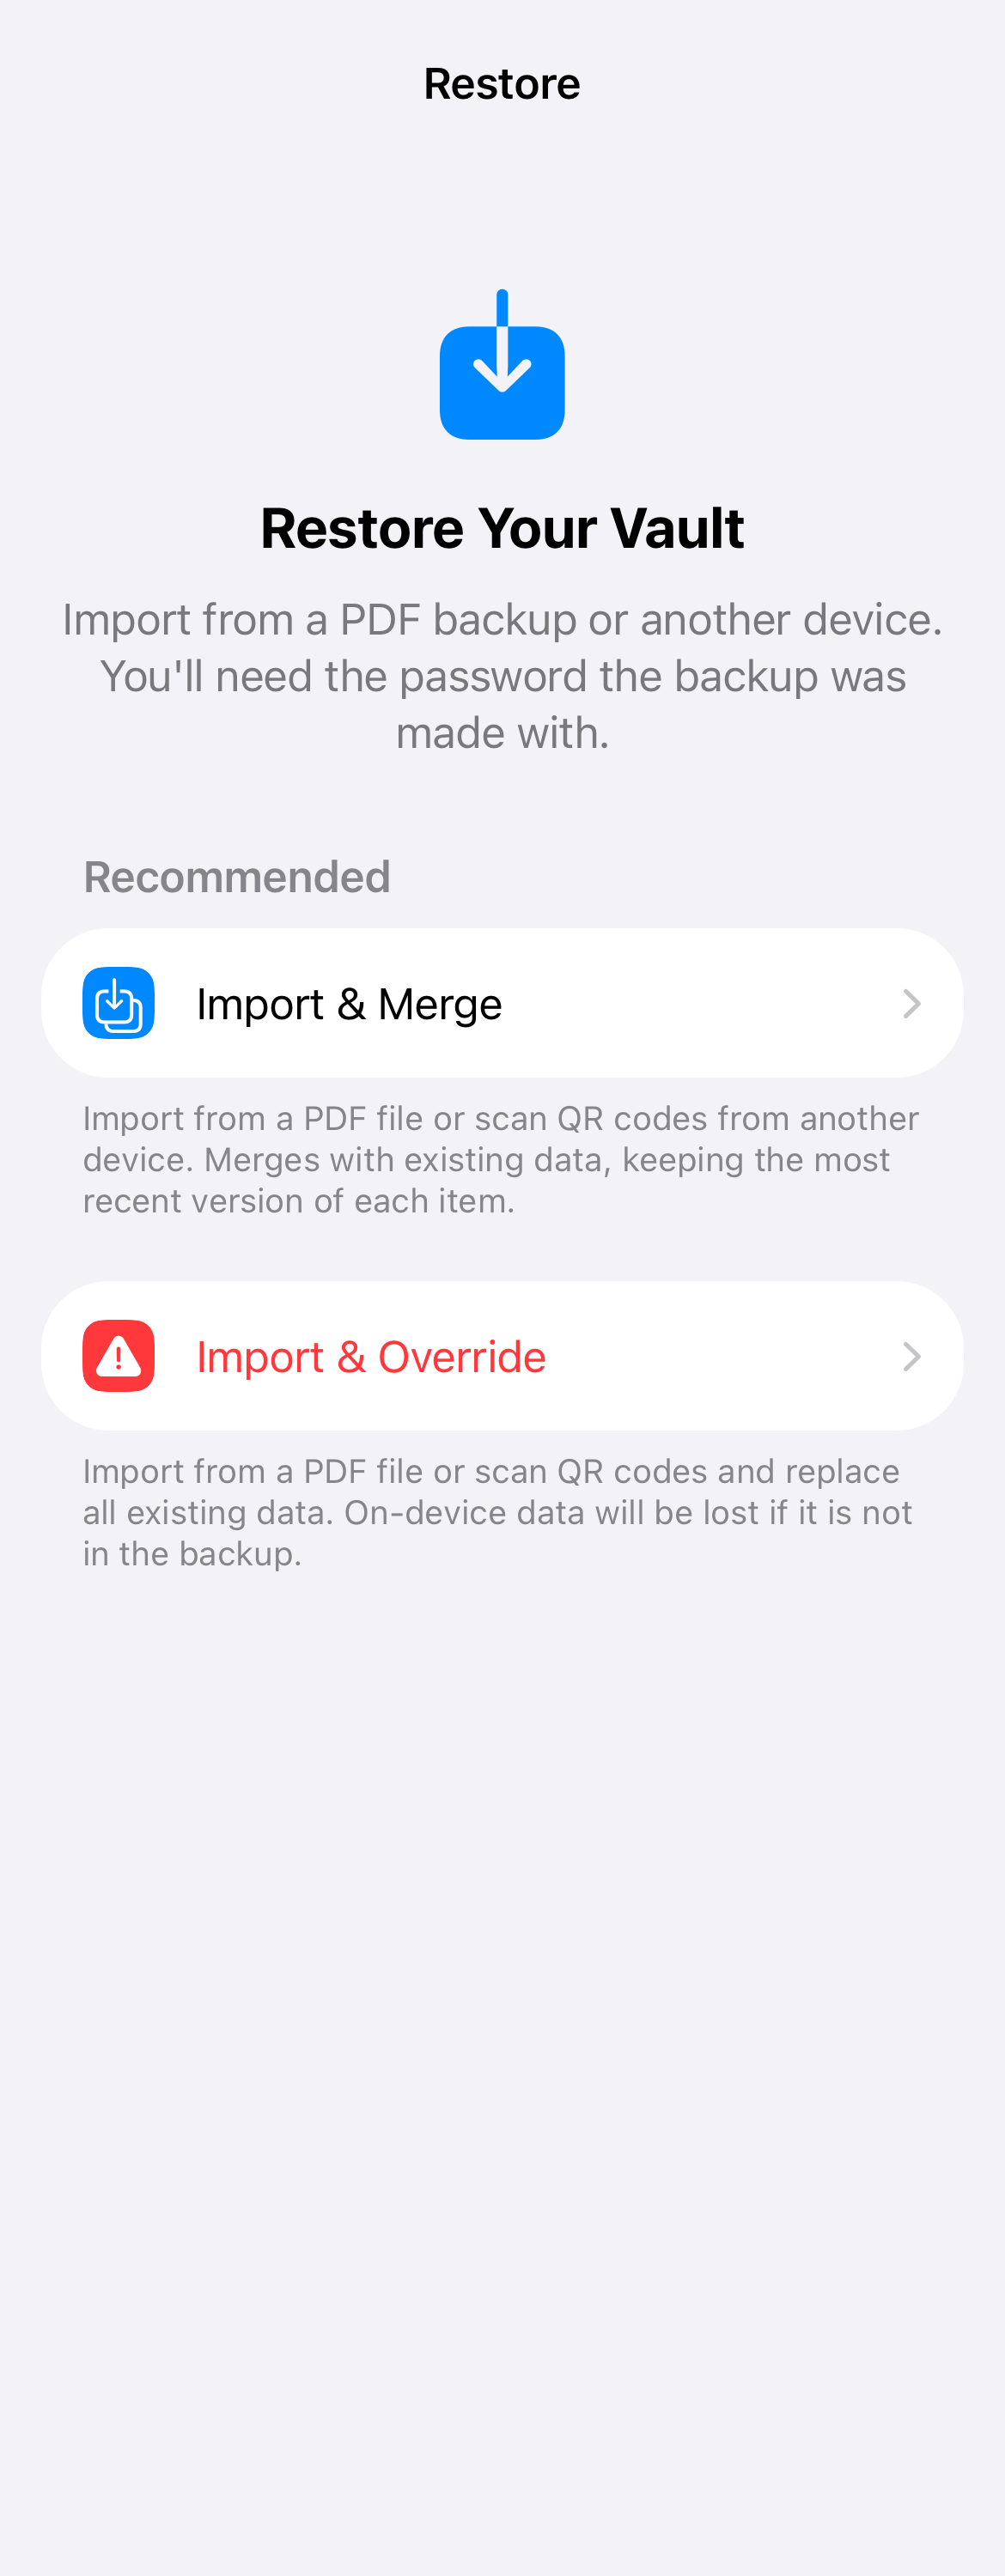 Restore
Restore Your Vault
Import from a PDF backup or another device.
You'll need the password the backup was
made with.
Recommended
Import & Merge
Import from a PDF file or scan QR codes from another
device. Merges with existing data, keeping the most
recent version of each item.
Import & Override
Import from a PDF file or scan QR codes and replace
all existing data. On-device data will be lost if it is not
in the backup.